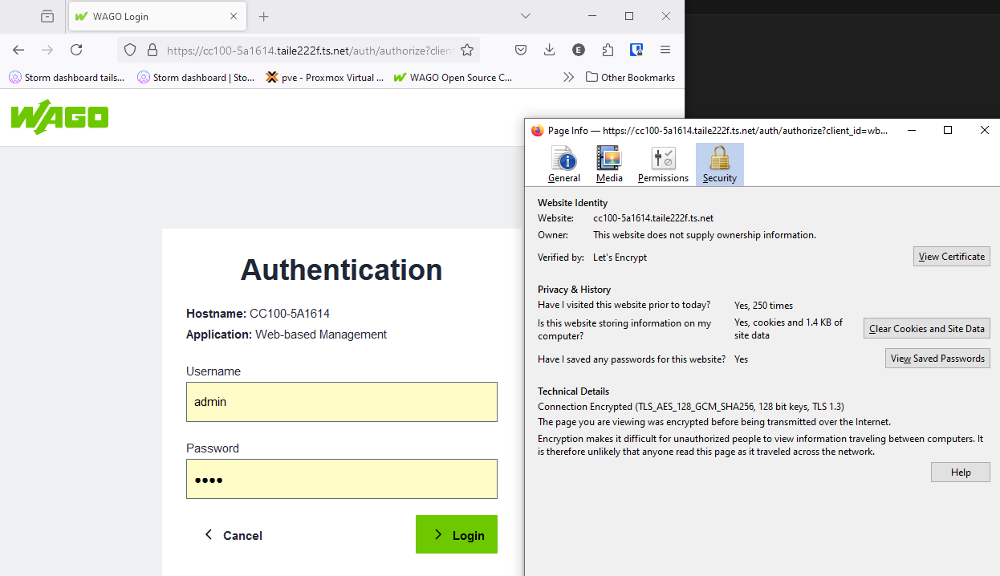 WAGO Login
https://cc100-5a1614.taile222f.ts.net/auth/authorize?client
E
Storm dashboard tails...
Storm dashboard | Sto...
pve - Proxmox Virtual ...
WAGO Open Source C...
Other Bookmarks
WAGO
Authentication
Hostname: CC100-5A1614
Application: Web-based Management
Username
admin
Password
Cancel
Login
Page Info — https://cc100-5a1614.taile222f.ts.net/auth/authorize?client_id=wb...
General
Media
Permissions
Security
Website Identity
Website: cc100-5a1614.taile222f.ts.net
Owner: This website does not supply ownership information.
Verified by: Let's Encrypt
View Certificate
Privacy & History
Have I visited this website prior to today? Yes, 250 times
Is this website storing information on my
computer?
Yes, cookies and 1.4 KB of
site data
Clear Cookies and Site Data
Have I saved any passwords for this website? Yes
View Saved Passwords
Technical Details
Connection Encrypted (TLS_AES_128_GCM_SHA256, 128 bit keys, TLS 1.3)
The page you are viewing was encrypted before being transmitted over the Internet.
Encryption makes it difficult for unauthorized people to view information traveling between computers. It
is therefore unlikely that anyone read this page as it traveled across the network.
Help